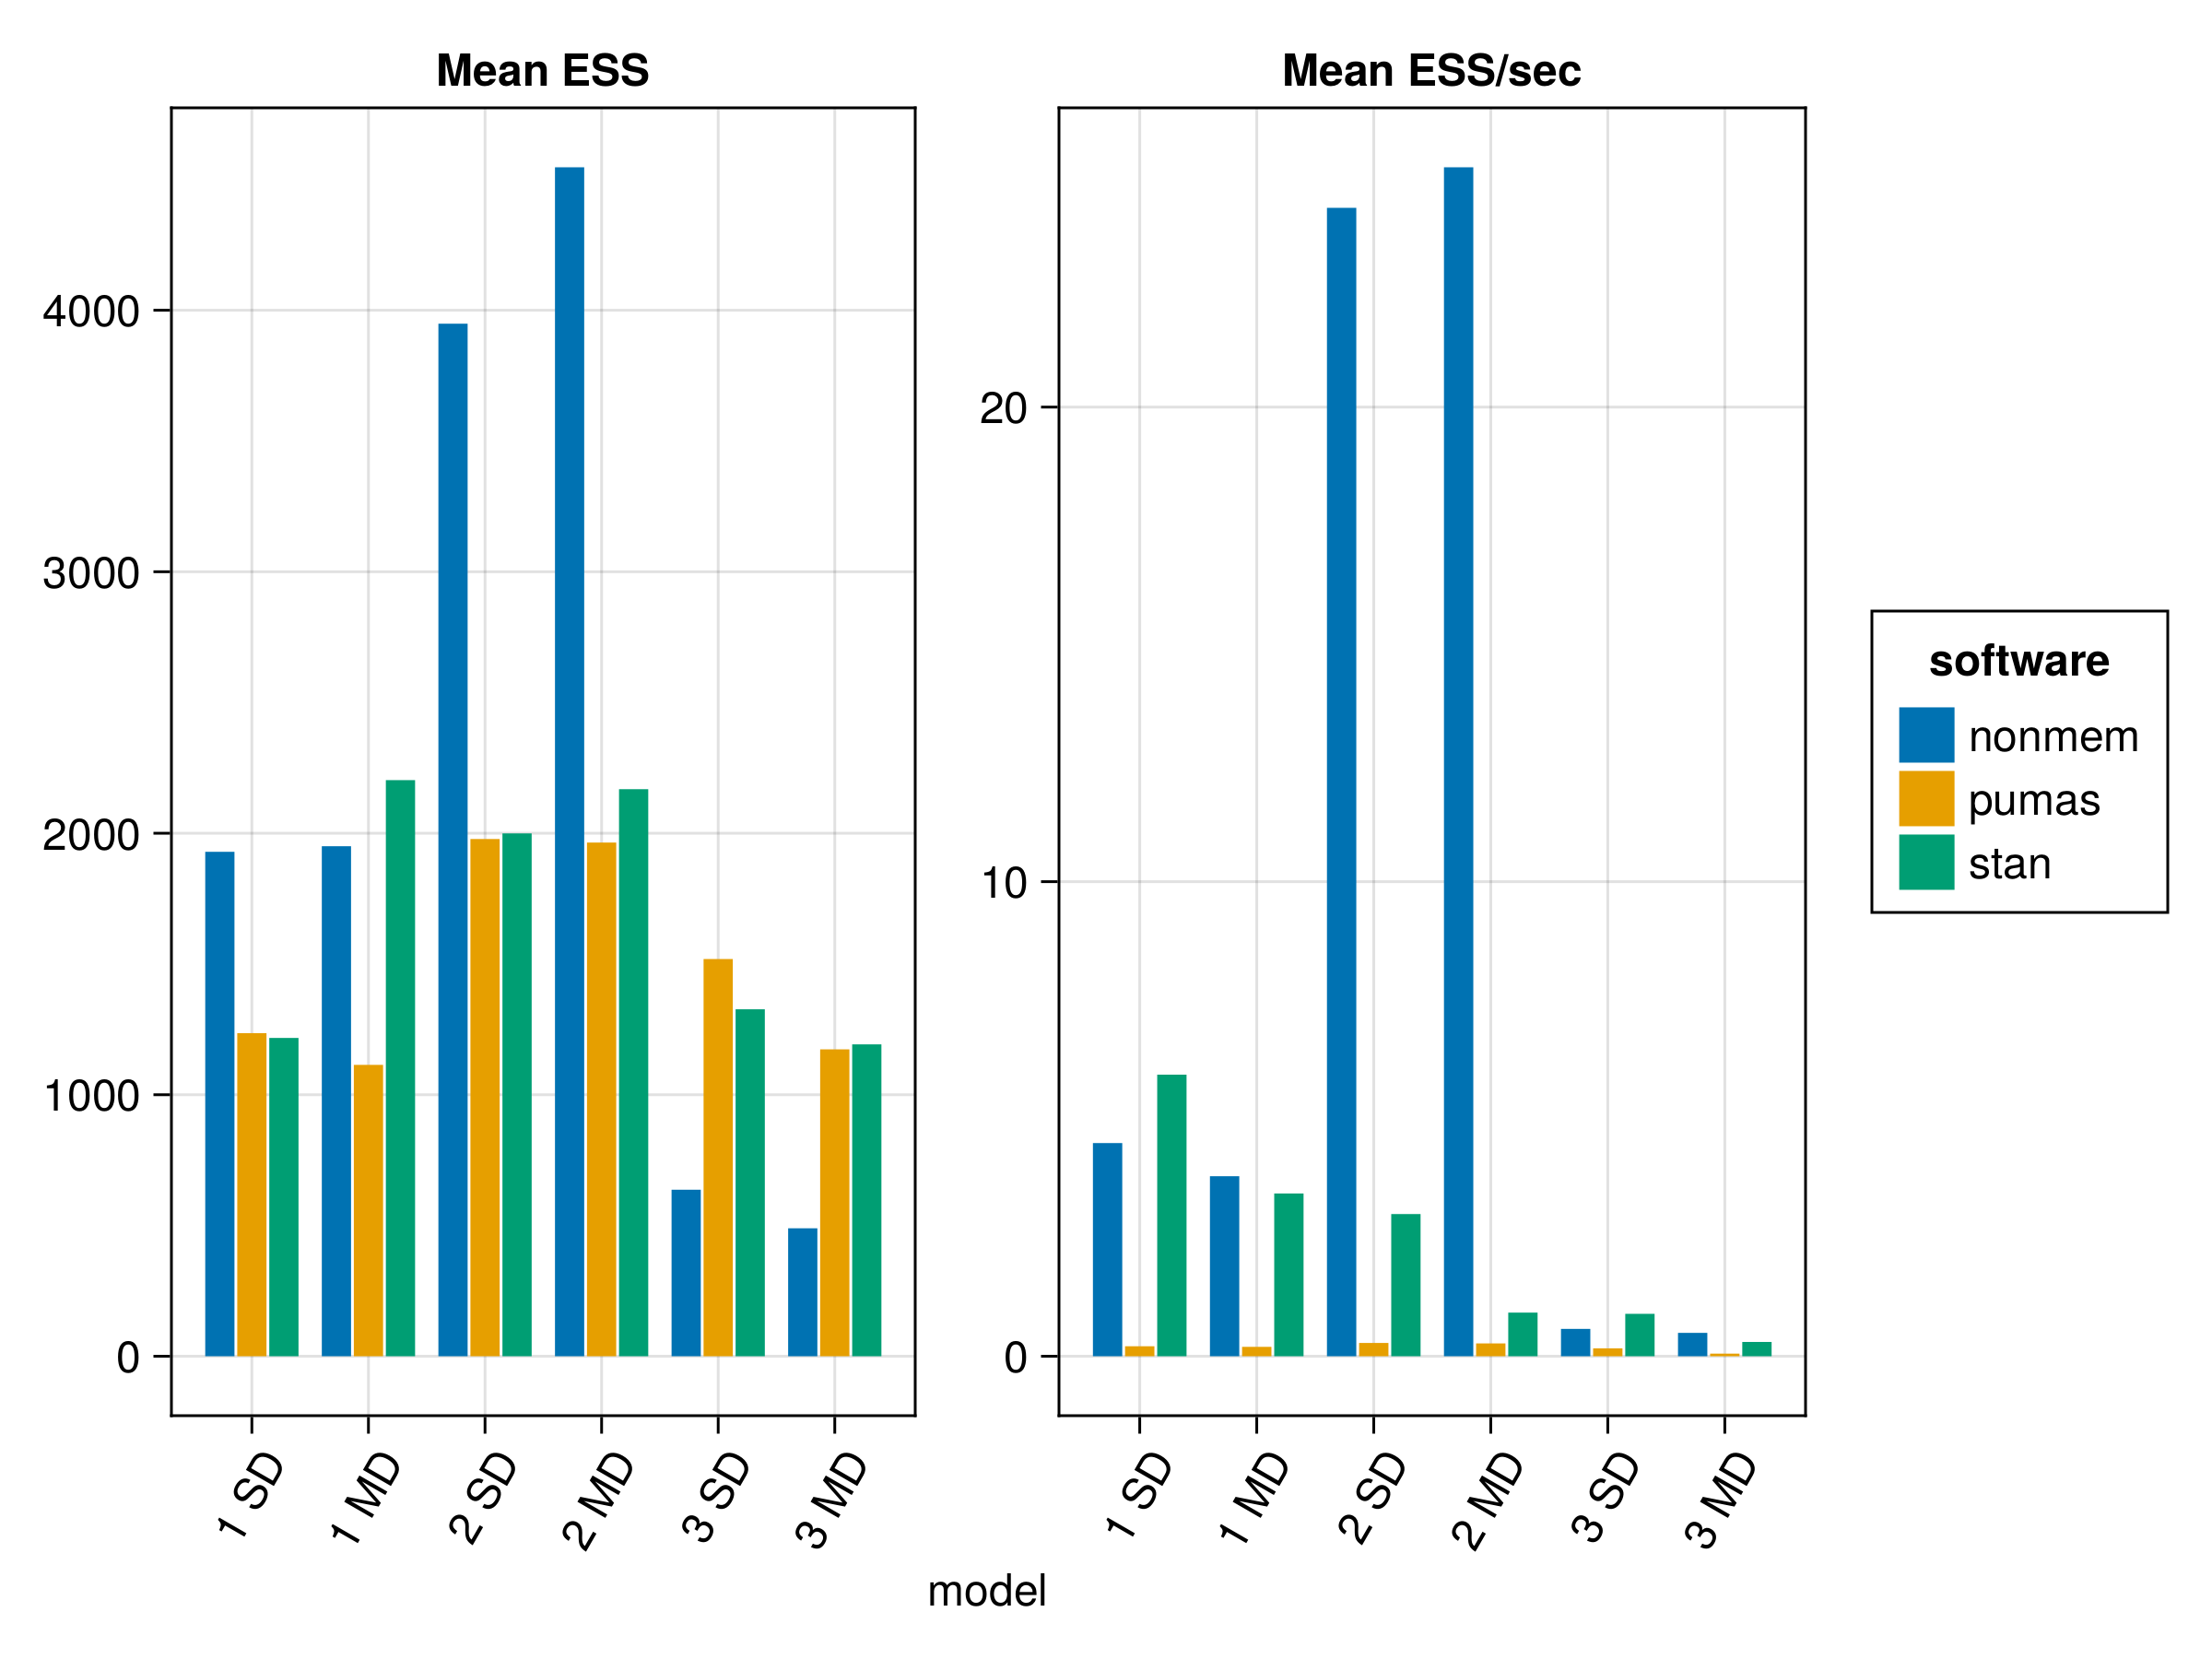 Mean ESS
Mean ESS/sec
4000
3000
2000
1000
0
20
10
0
1 SD
1 MD
2 SD
2 MD
3 SD
3 MD
1 SD
1 MD
2 SD
2 MD
3 SD
3 MD
model
software
nonmem
pumas
stan